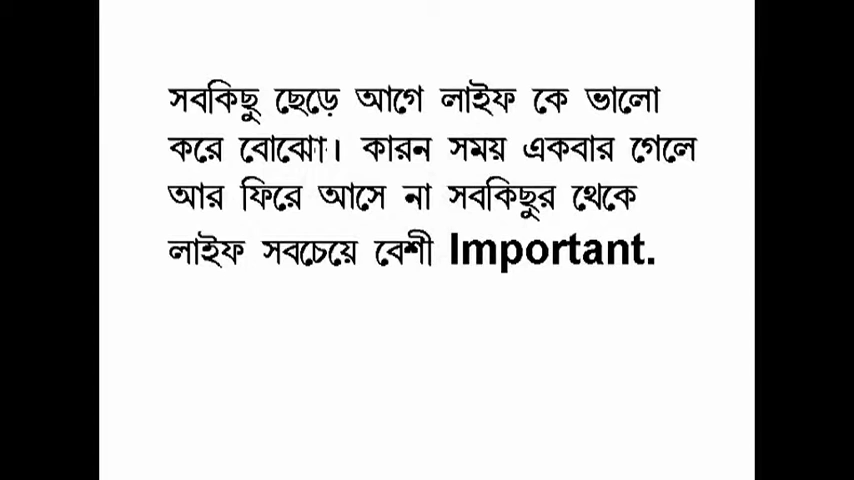 সবকিছু ছেড়ে আগে লাইফ কে ভালো
করে বোঝো। কারন সময় একবার গেলে
আর ফিরে আসে না সবকিছুর থেকে
লাইফ সবচেয়ে বেশী Important.